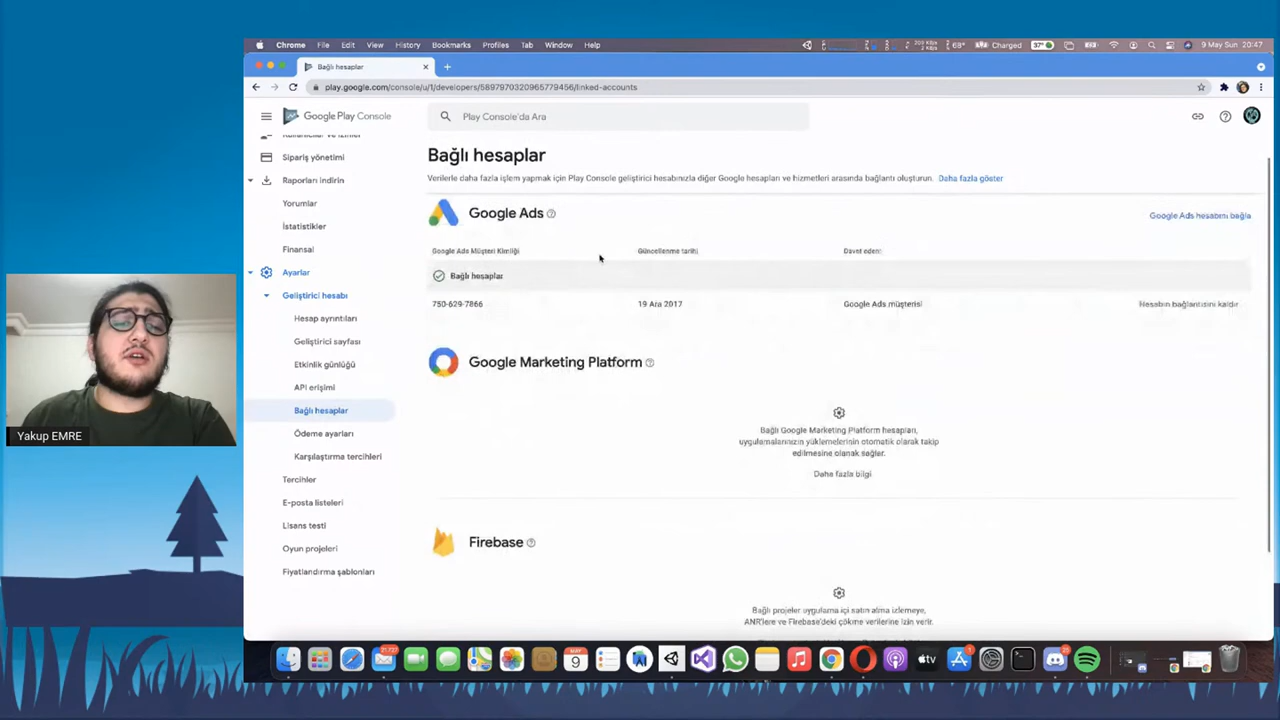 Chrome File Edit View History Bookmarks Profiles Tab Window Help
Charged 9 May Sun 20:47
Bağlı hesaplar
play.google.com/console/u/1/developers/5897970320965779456/linked-accounts
Google Play Console
Play Console'da Ara
Sipariş yönetimi
Raporları indirin
Yorumlar
İstatistikler
Finansal
Ayarlar
Geliştirici hesabı
Hesap ayrıntıları
Geliştirici sayfası
Etkinlik günlüğü
API erişimi
Bağlı hesaplar
Ödeme ayarları
Karşılaştırma tercihleri
Tercihler
E-posta listeleri
Lisans testi
Oyun projeleri
Fiyatlandırma şablonları
Bağlı hesaplar
Verilerle daha fazla işlem yapmak için Play Console geliştirici hesabınızla diğer Google hesapları ve hizmetleri arasında bağlantı oluşturun. Daha fazla göster
Google Ads
Google Ads hesabını bağla
Google Ads Müşteri Kimliği Güncellenme tarihi Davet eden:
Bağlı hesaplar
750-629-7866 19 Ara 2017 Google Ads müşterisi Hesabın bağlantısını kaldır
Google Marketing Platform
Bağlı Google Marketing Platform hesapları,
uygulamalarınızın yüklemelerinin otomatik olarak takip
edilmesine olanak sağlar.
Daha fazla bilgi
Firebase
Bağlı projeler uygulama içi satın alma izlemeye,
ANR'lere ve Firebase'deki çökme verilerine izin verir.
Yakup EMRE